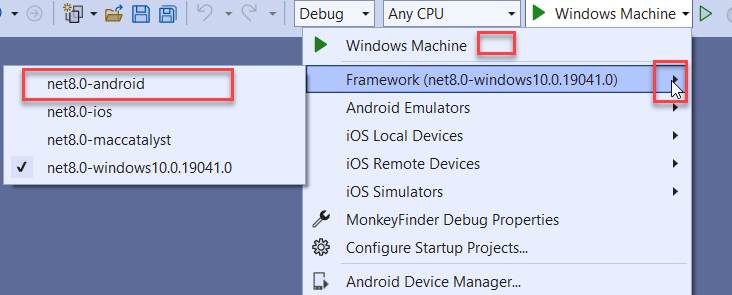 Debug
Any CPU
Windows Machine
Windows Machine
Framework (net8.0-windows10.0.19041.0)
net8.0-android
net8.0-ios
net8.0-maccatalyst
net8.0-windows10.0.19041.0
Android Emulators
iOS Local Devices
iOS Remote Devices
iOS Simulators
MonkeyFinder Debug Properties
Configure Startup Projects...
Android Device Manager...